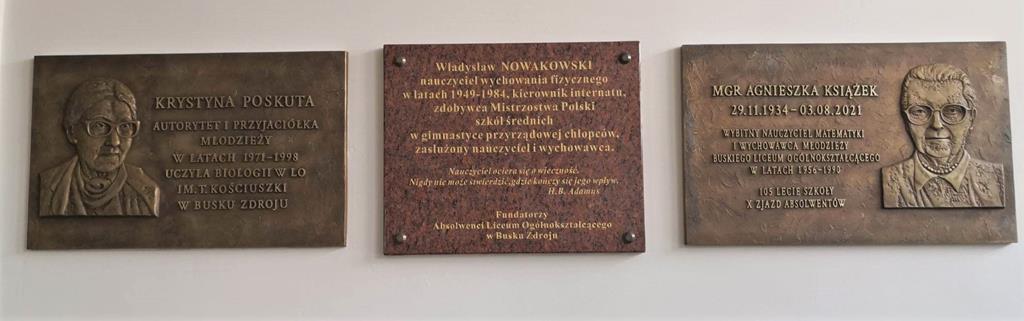 KRYSTYNA POSKUTA
AUTORYTET I PRZYJACIÓŁKA
MŁODZIEŻY
W LATACH 1971-1998
UCZYŁA BIOLOGII W LO
IM. T. KOŚCIUSZKI
W BUSKU ZDROJU
Władysław NOWAKOWSKI
nauczyciel wychowania fizycznego
w latach 1949-1984, kierownik internatu,
zdobywca Mistrzostwa Polski
szkół średnich
w gimnastyce przyrządowej chłopców,
zasłużony nauczyciel i wychowawca.
Nauczyciel ociera się o wieczność.
Nigdy nie może stwierdzić, gdzie kończy się jego wpływ.
H.B. Adamus
Fundatorzy
Absolwenci Liceum Ogólnokształcącego
w Busku Zdroju
MGR AGNIESZKA KSIĄŻEK
29.11.1934 - 03.08.2021
WYBITNY NAUCZYCIEL MATEMATYKI
I WYCHOWAWCA MŁODZIEŻY
BUSKIEGO LICEUM OGÓLNOKSZTAŁCĄCEGO
W LATACH 1956-1990
105 LECIE SZKOŁY
X ZJAZD ABSOLWENTÓW